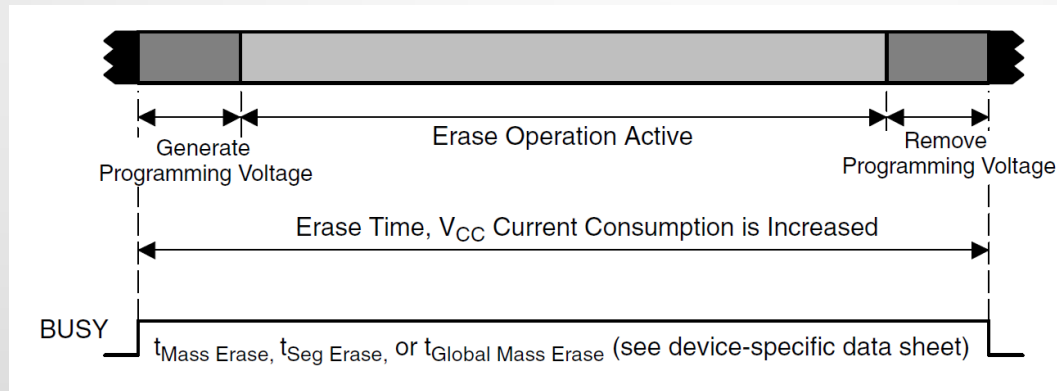 Erase Operation Active
Generate
Programming Voltage
Remove
Programming Voltage
Erase Time, VCC Current Consumption is Increased
BUSY
tMass Erase, tSeg Erase, or tGlobal Mass Erase (see device-specific data sheet)